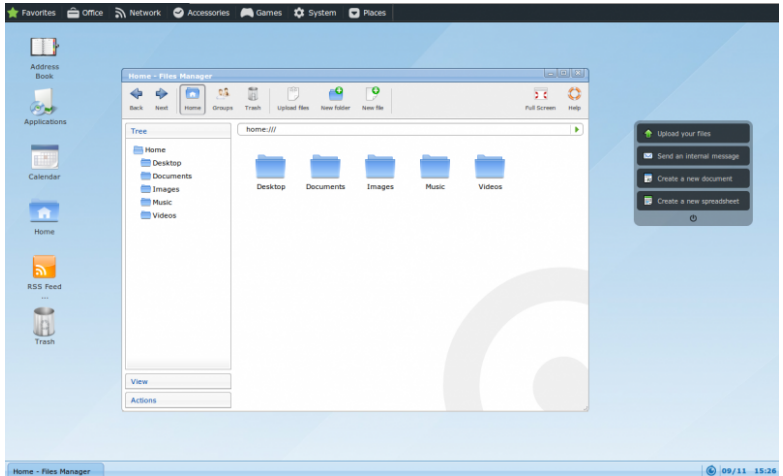 Favorites Office Network Accessories Games System Places
Address
Book
Applications
Calendar
Home
RSS Feed
...
Trash
Home - Files Manager
Back Next Home Groups Trash Upload files New folder New file Full Screen Help
Tree
Home
Desktop
Documents
Images
Music
Videos
View
Actions
home:///
Desktop Documents Images Music Videos
Upload your files
Send an internal message
Create a new document
Create a new spreadsheet
Home - Files Manager
09/11 15:26